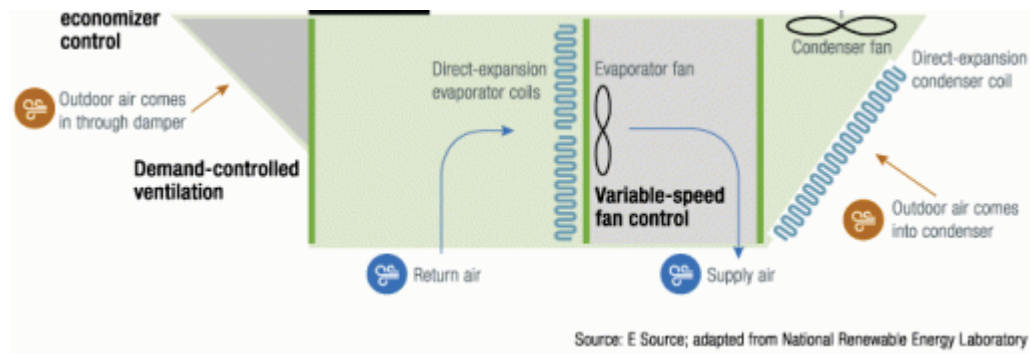 economizer
control
Condenser fan
Direct-expansion
evaporator coils
Evaporator fan
Direct-expansion
condenser coil
Outdoor air comes
in through damper
Demand-controlled
ventilation
Variable-speed
fan control
Outdoor air comes
into condenser
Return air
Supply air
Source: E Source; adapted from National Renewable Energy Laboratory